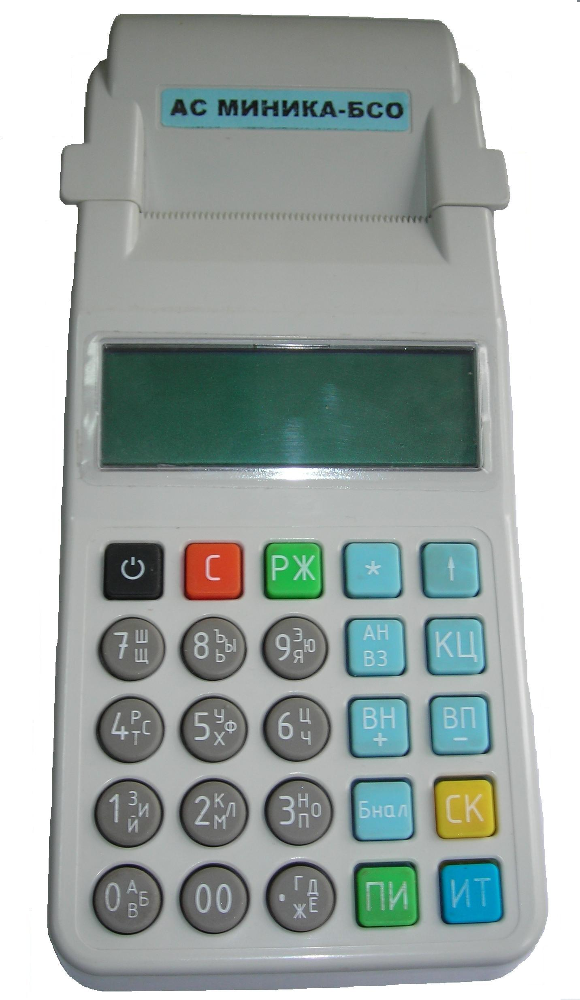 АС МИНИКА-БСО
С РЖ * ↑
7 Ш Щ 8 Ъ Ы Ь 9 Э Ю Я АН ВЗ КЦ
4 Р С Т 5 У Ф Х 6 Ц Ч ВН + ВП −
1 З И Й 2 К Л М 3 Н О П Бнал СК
0 А Б В 00 . Г Д Е Ж ПИ ИТ